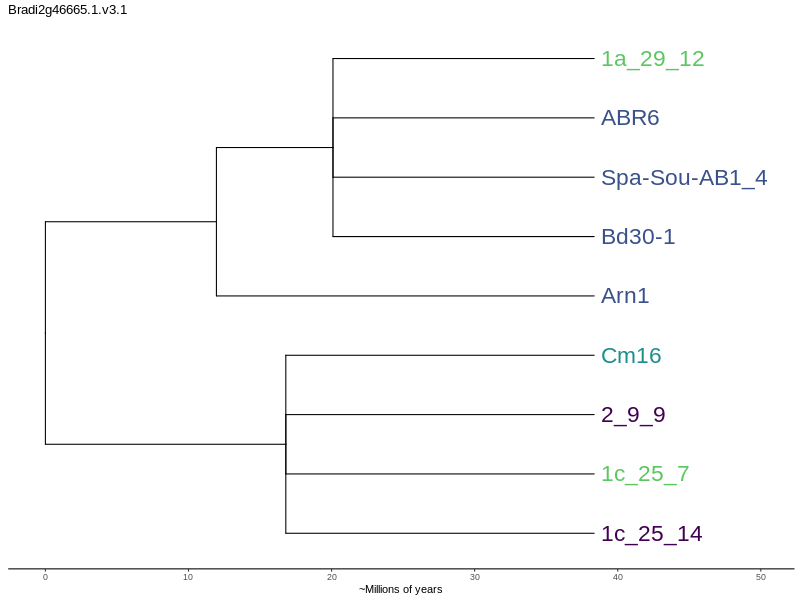 Bradi2g46665.1.v3.1
1a_29_12
ABR6
Spa-Sou-AB1_4
Bd30-1
Arn1
Cm16
2_9_9
1c_25_7
1c_25_14
0 10 20 30 40 50
~Millions of years